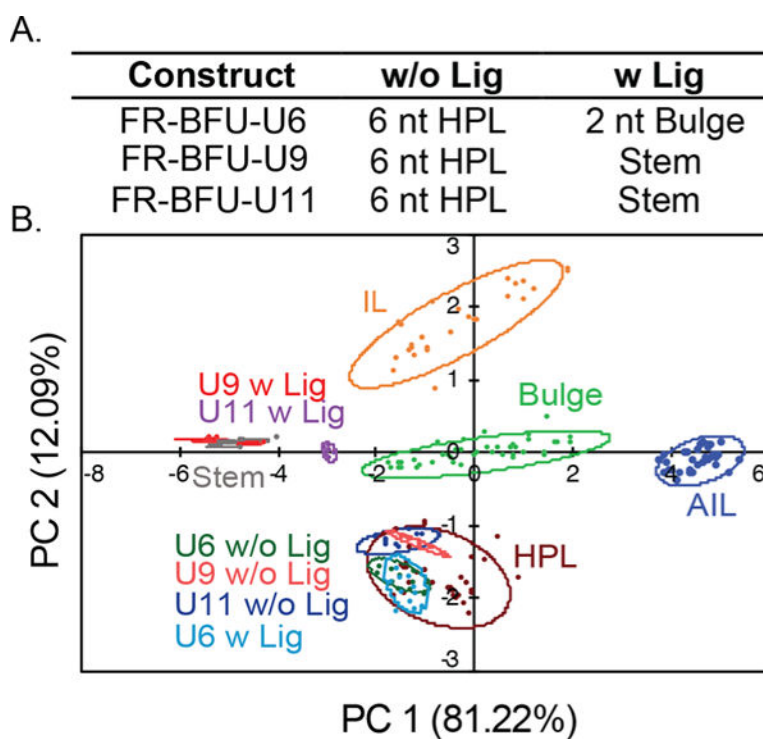 A.
Construct w/o Lig w Lig
FR-BFU-U6 6 nt HPL 2 nt Bulge
FR-BFU-U9 6 nt HPL Stem
FR-BFU-U11 6 nt HPL Stem
B.
3
IL
2
1
U9 w Lig
Bulge
U11 w Lig
0
-8 -6 -4 -2 0 2 4 6
Stem
AIL
-1
U6 w/o Lig
HPL
U9 w/o Lig
U11 w/o Lig
-2
U6 w Lig
-3
PC 2 (12.09%)
PC 1 (81.22%)